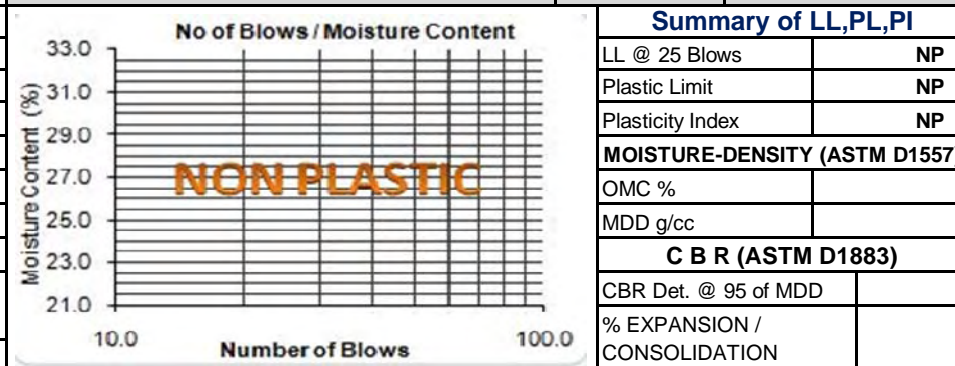 No of Blows / Moisture Content
33.0
31.0
29.0
27.0
25.0
23.0
21.0
Moisture Content (%)
NON PLASTIC
10.0
100.0
Number of Blows
Summary of LL,PL,PI
LL @ 25 Blows NP
Plastic Limit NP
Plasticity Index NP
MOISTURE-DENSITY (ASTM D1557)
OMC %
MDD g/cc
C B R (ASTM D1883)
CBR Det. @ 95 of MDD
% EXPANSION /
CONSOLIDATION